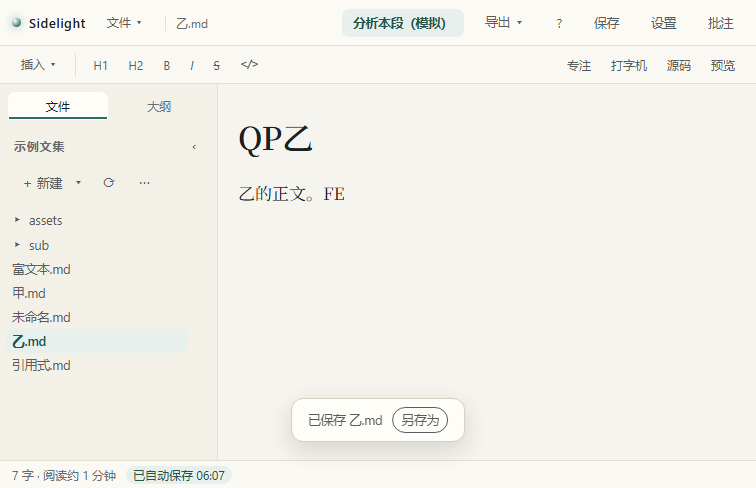 Sidelight 文件 ▾ 乙.md 分析本段（模拟） 导出 ▾ ? 保存 设置 批注
插入 ▾ H1 H2 B I S </> 专注 打字机 源码 预览
文件 大纲
示例文集 ‹
+ 新建 ▾ ⟳ ···
▸ assets
▸ sub
富文本.md
甲.md
未命名.md
乙.md
引用式.md
QP乙
乙的正文。FE
已保存 乙.md 另存为
7 字 · 阅读约 1 分钟 已自动保存 06:07